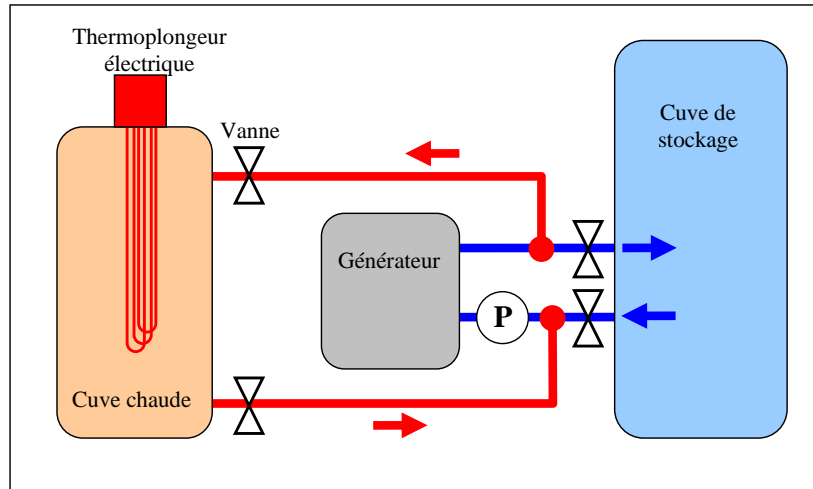 Thermoplongeur
électrique
Vanne
Cuve de
stockage
Générateur
P
Cuve chaude